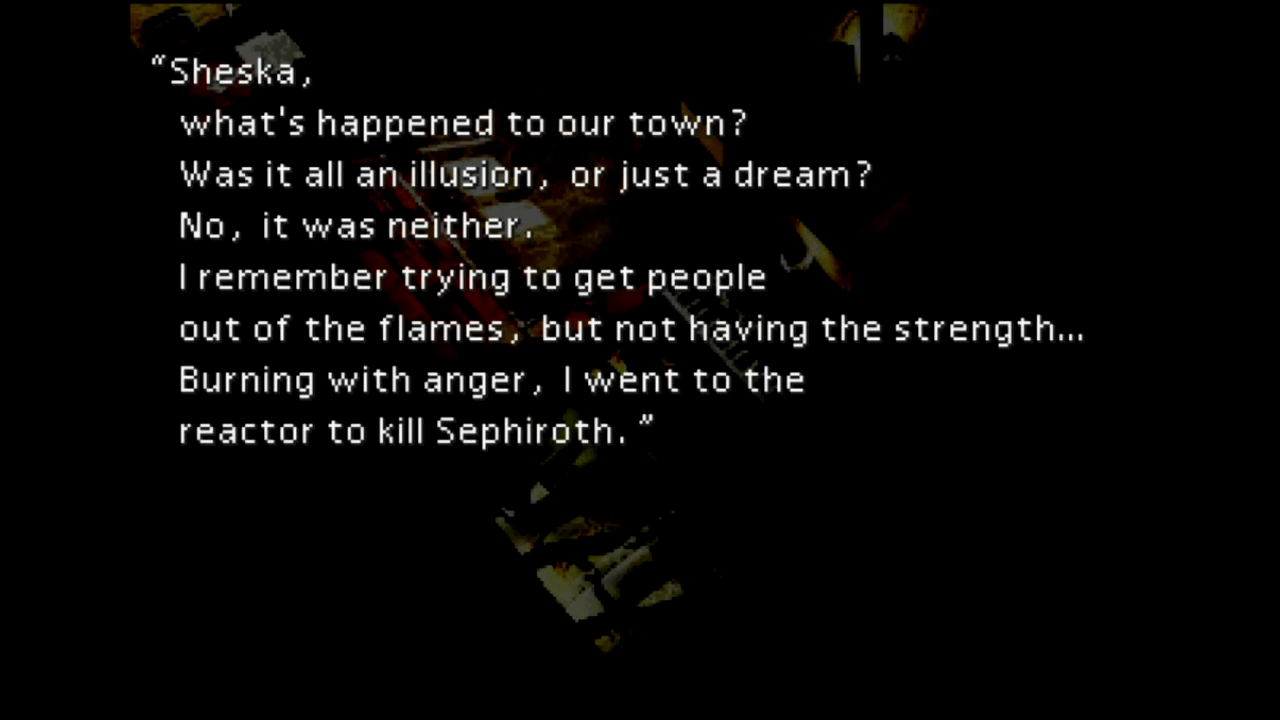 “Sheska,
what's happened to our town?
Was it all an illusion, or just a dream?
No, it was neither.
I remember trying to get people
out of the flames, but not having the strength...
Burning with anger, I went to the
reactor to kill Sephiroth. ”